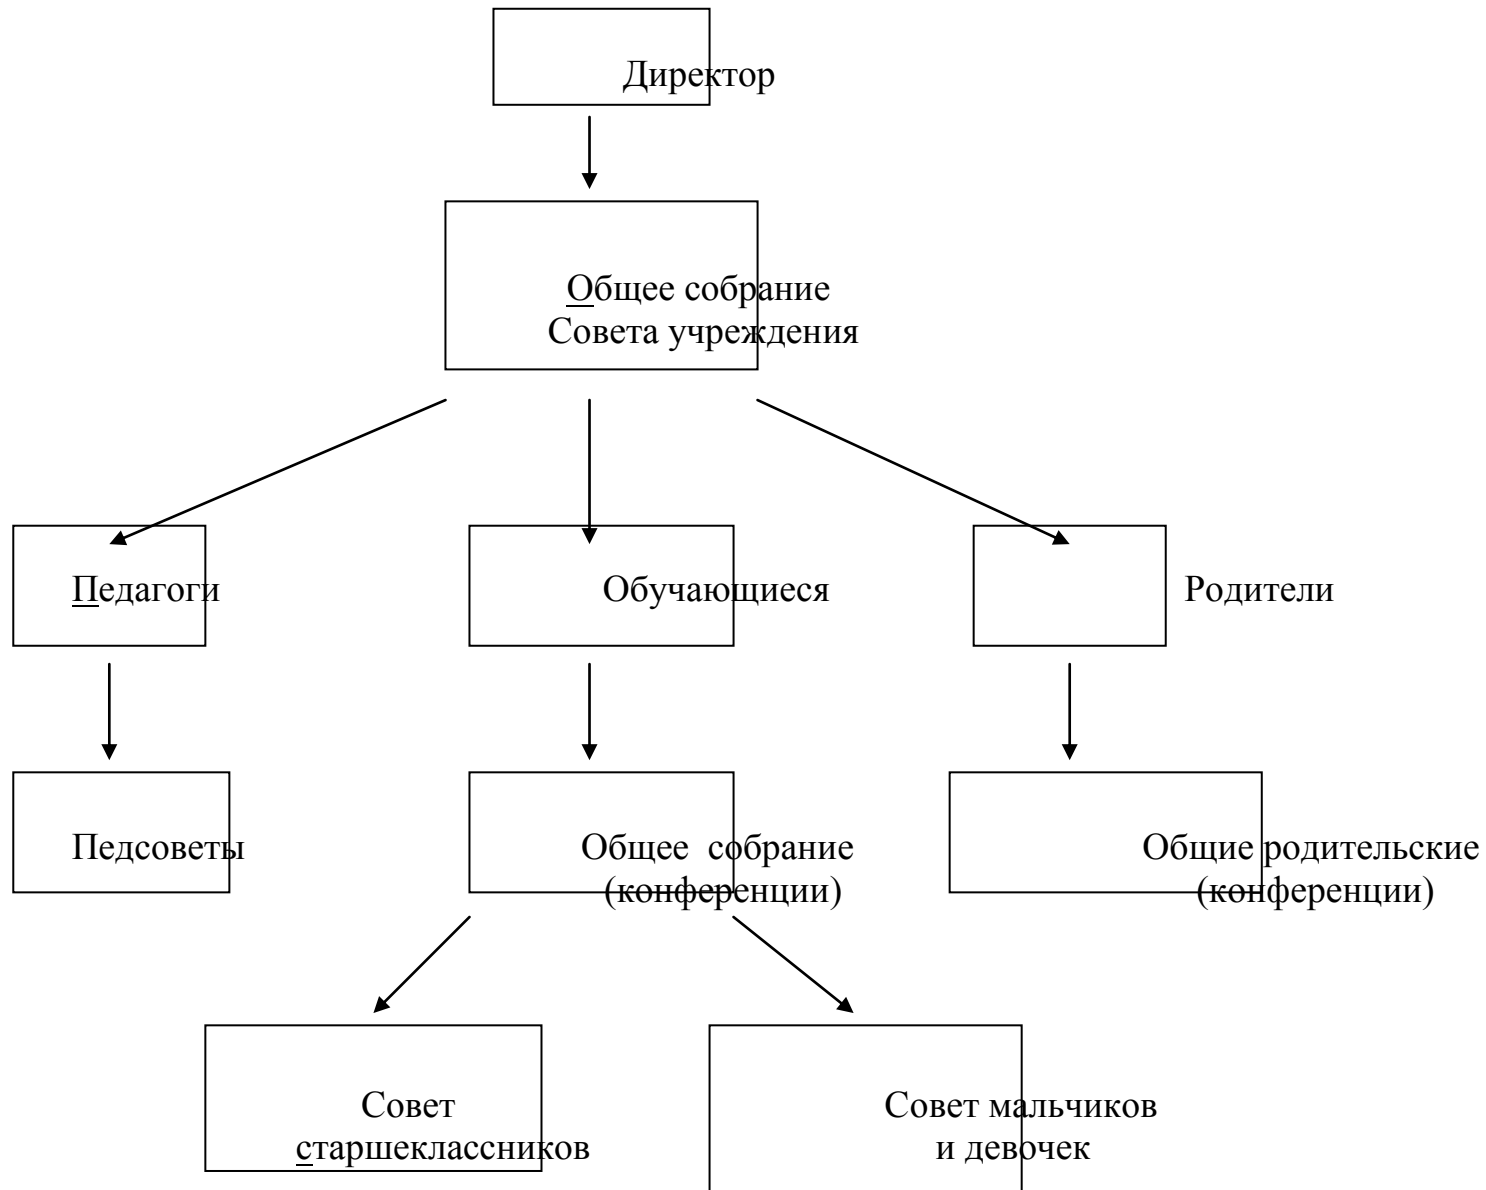 Директор
Общее собрание
Совета учреждения
Педагоги
Обучающиеся
Родители
Педсоветы
Общее собрание
(конференции)
Общие родительские
(конференции)
Совет
старшеклассников
Совет мальчиков
и девочек